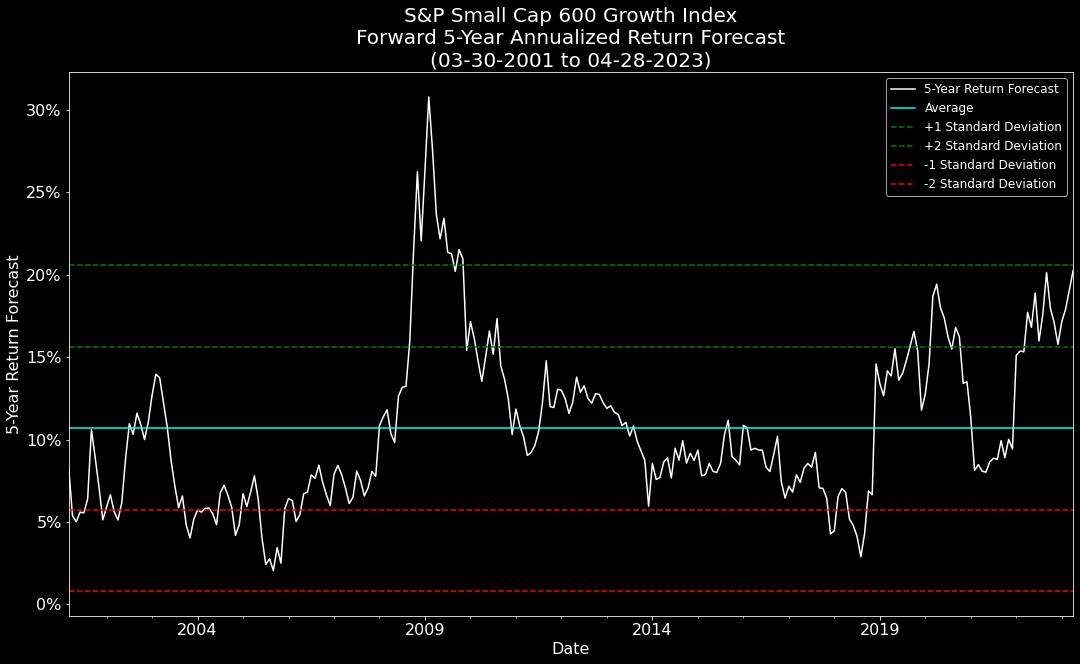 S&P Small Cap 600 Growth Index
Forward 5-Year Annualized Return Forecast
(03-30-2001 to 04-28-2023)
5-Year Return Forecast
Average
+1 Standard Deviation
+2 Standard Deviation
-1 Standard Deviation
-2 Standard Deviation
30%
25%
20%
15%
10%
5%
0%
5-Year Return Forecast
2004
2009
2014
2019
Date